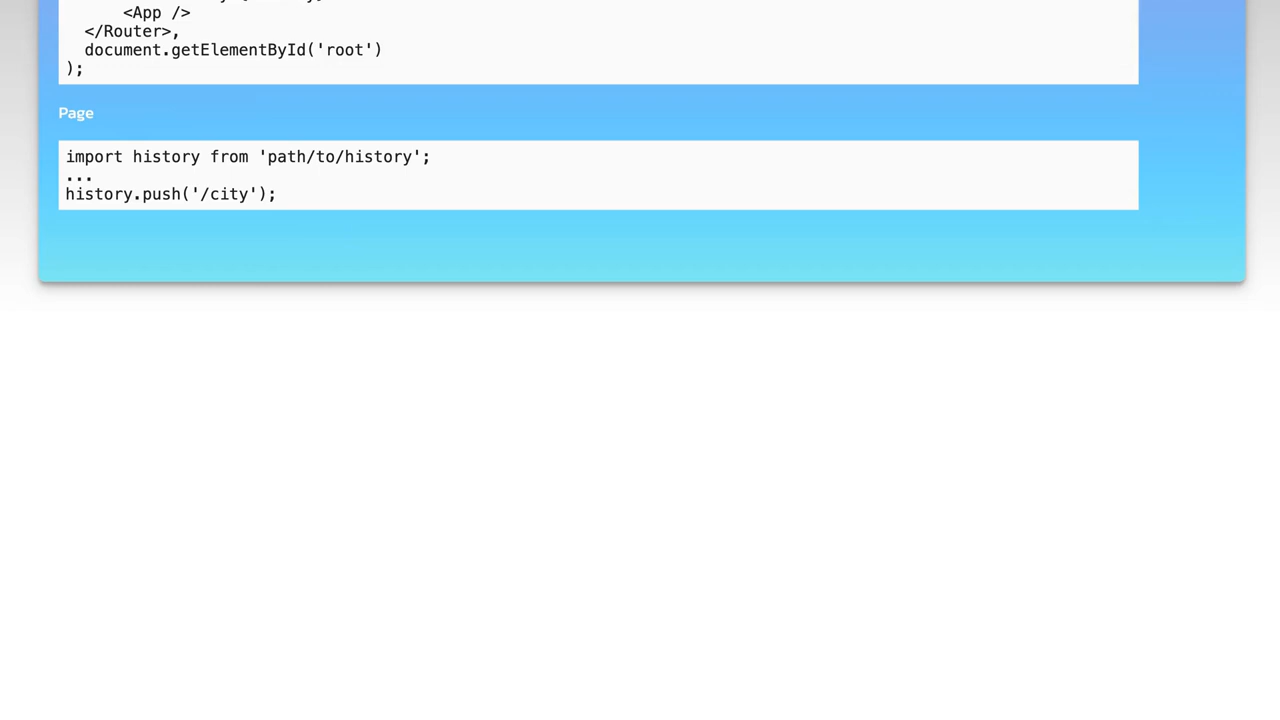 <App />
</Router>,
document.getElementById('root')
);
Page
import history from 'path/to/history';
...
history.push('/city');